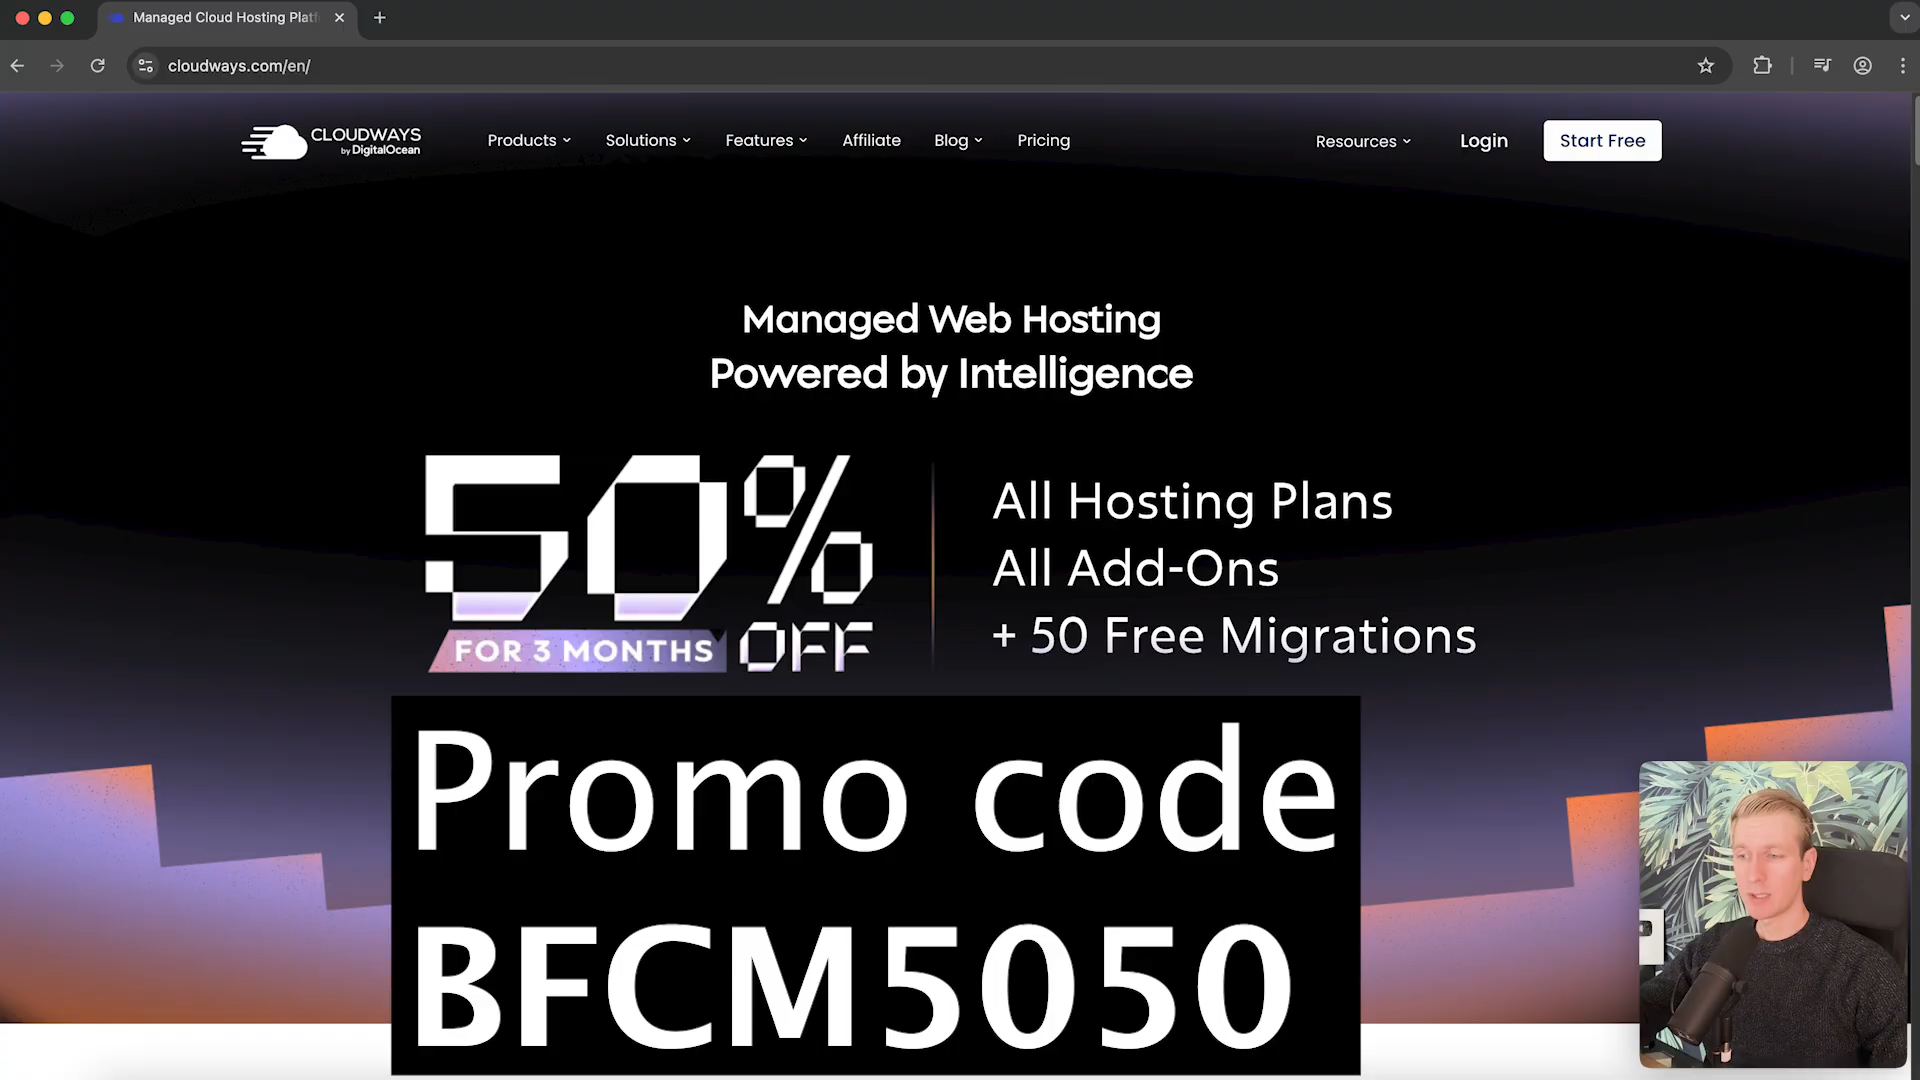 Managed Cloud Hosting Platf
cloudways.com/en/
CLOUDWAYS
by DigitalOcean
Products
Solutions
Features
Affiliate
Blog
Pricing
Resources
Login
Start Free
Managed Web Hosting
Powered by Intelligence
50%
FOR 3 MONTHS OFF
All Hosting Plans
All Add-Ons
+ 50 Free Migrations
Promo code
BFCM5050